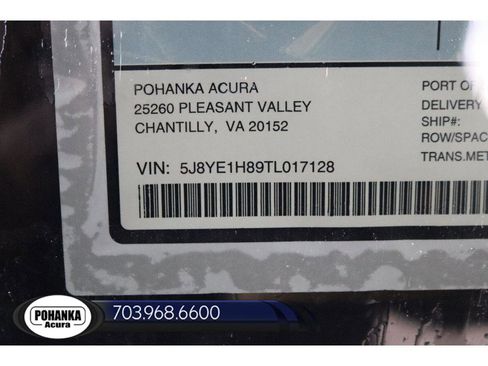 POHANKA ACURA
25260 PLEASANT VALLEY
CHANTILLY, VA 20152
VIN: 5J8YE1H89TL017128
PORT OF
DELIVERY
SHIP#:
ROW/SPAC
TRANS.MET
POHANKA
Acura
703.968.6600